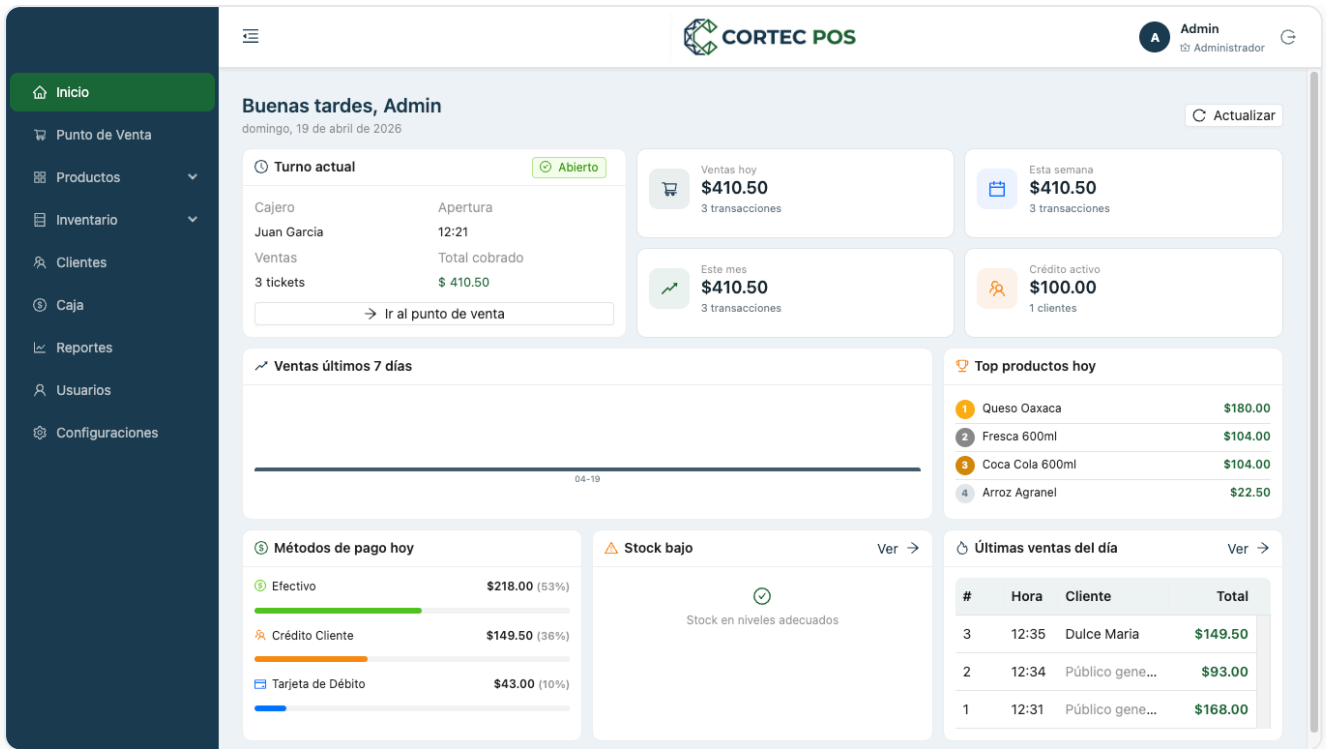 CORTEC POS
A
Admin
Administrador
Inicio
Punto de Venta
Productos
Inventario
Clientes
Caja
Reportes
Usuarios
Configuraciones
Buenas tardes, Admin
domingo, 19 de abril de 2026
Actualizar
Turno actual
Abierto
Cajero
Apertura
Juan Garcia
12:21
Ventas
Total cobrado
3 tickets
$ 410.50
Ir al punto de venta
Ventas hoy
$410.50
3 transacciones
Esta semana
$410.50
3 transacciones
Este mes
$410.50
3 transacciones
Crédito activo
$100.00
1 clientes
Ventas últimos 7 días
04-19
Top productos hoy
1 Queso Oaxaca $180.00
2 Fresca 600ml $104.00
3 Coca Cola 600ml $104.00
4 Arroz Agranel $22.50
Métodos de pago hoy
Efectivo $218.00 (53%)
Crédito Cliente $149.50 (36%)
Tarjeta de Débito $43.00 (10%)
Stock bajo
Ver
Stock en niveles adecuados
Últimas ventas del día
Ver
# Hora Cliente Total
3 12:35 Dulce Maria $149.50
2 12:34 Público gene... $93.00
1 12:31 Público gene... $168.00